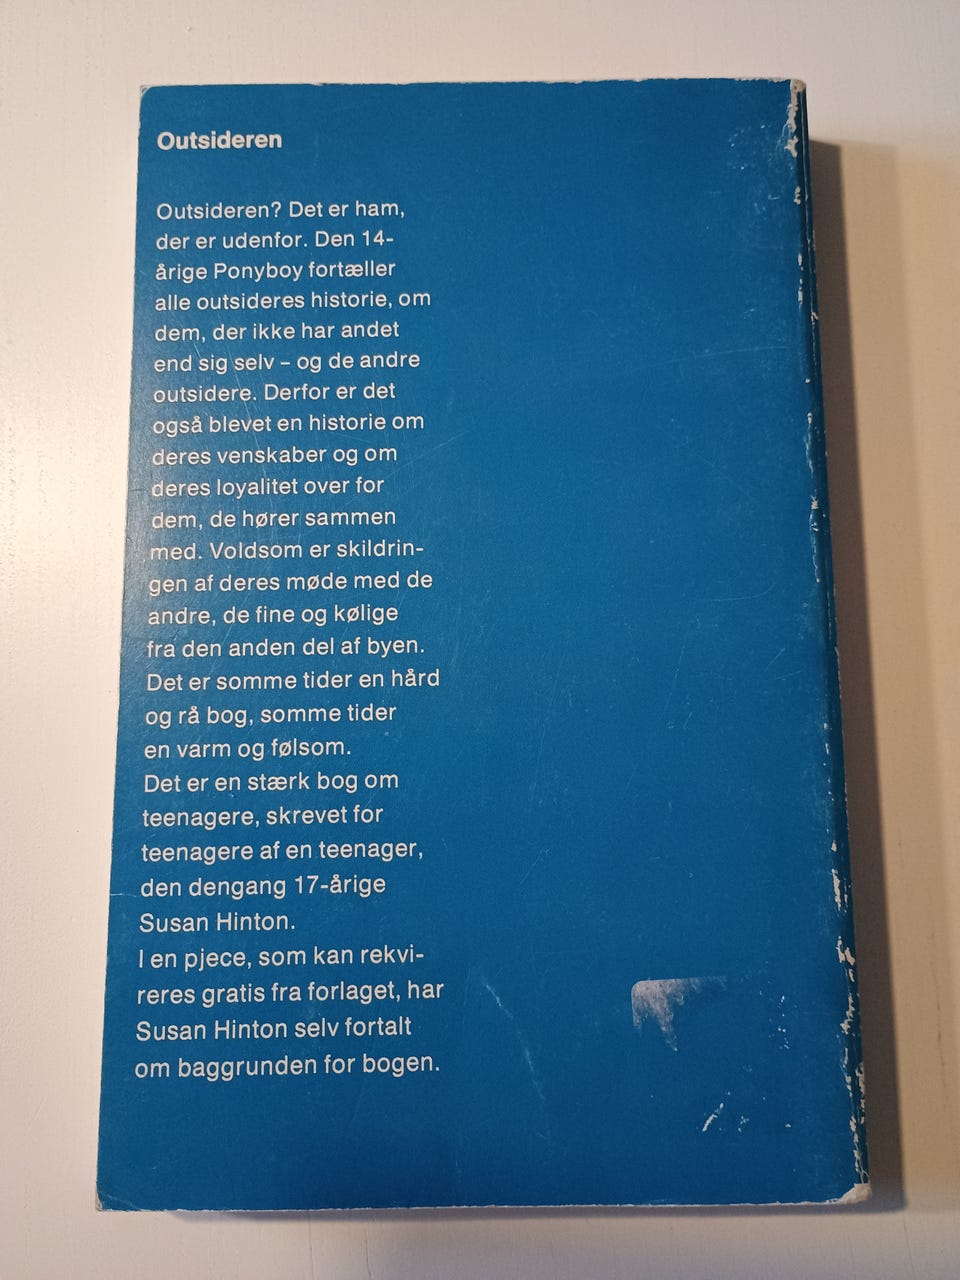 Outsideren
Outsideren? Det er ham,
der er udenfor. Den 14-
årige Ponyboy fortæller
alle outsideres historie, om
dem, der ikke har andet
end sig selv – og de andre
outsidere. Derfor er det
også blevet en historie om
deres venskaber og om
deres loyalitet over for
dem, de hører sammen
med. Voldsom er skildrin-
gen af deres møde med de
andre, de fine og kølige
fra den anden del af byen.
Det er somme tider en hård
og rå bog, somme tider
en varm og følsom.
Det er en stærk bog om
teenagere, skrevet for
teenagere af en teenager,
den dengang 17-årige
Susan Hinton.
I en pjece, som kan rekvi-
reres gratis fra forlaget, har
Susan Hinton selv fortalt
om baggrunden for bogen.